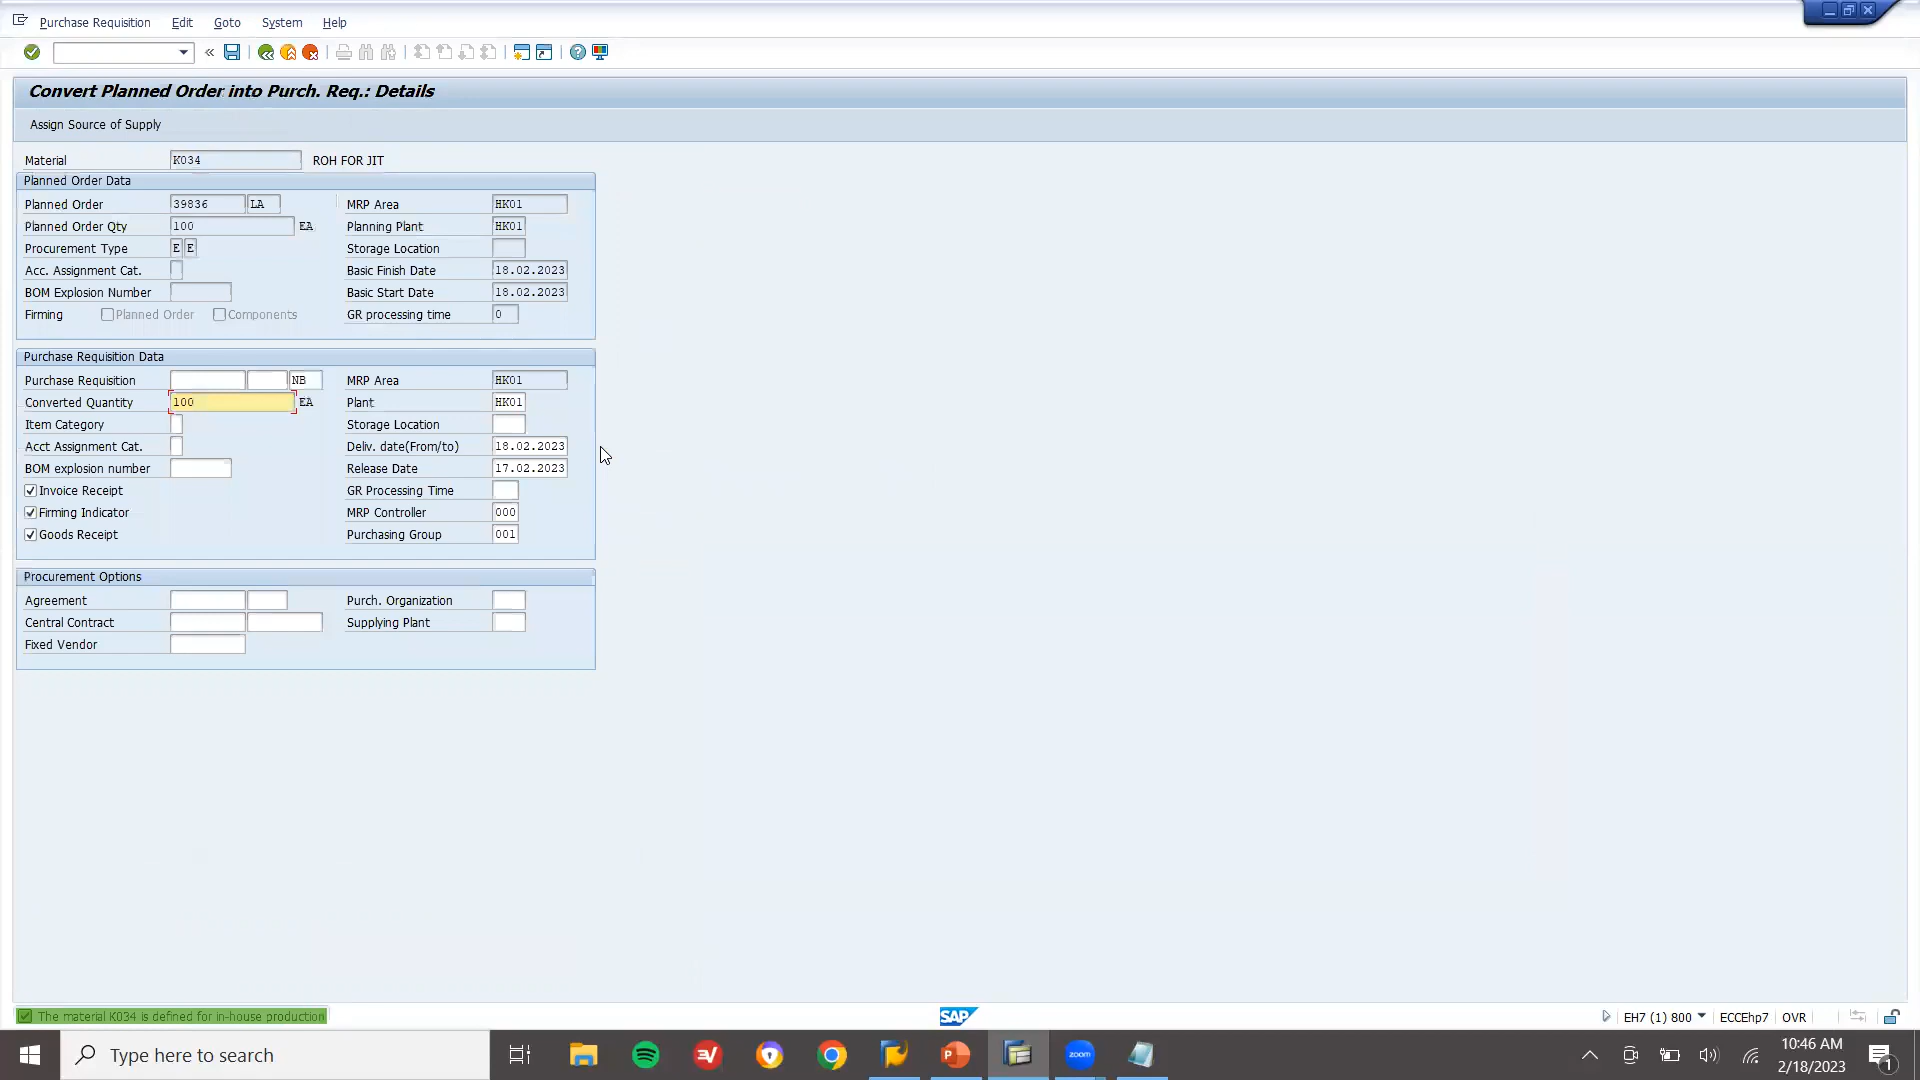 Purchase Requisition Edit Goto System Help
Convert Planned Order into Purch. Req.: Details
Assign Source of Supply
Material K034 ROH FOR JIT
Planned Order Data
Planned Order 39836 LA MRP Area HK01
Planned Order Qty 100 EA Planning Plant HK01
Procurement Type E E Storage Location
Acc. Assignment Cat. Basic Finish Date 18.02.2023
BOM Explosion Number Basic Start Date 18.02.2023
Firming Planned Order Components GR processing time 0
Purchase Requisition Data
Purchase Requisition NB MRP Area HK01
Converted Quantity 100 EA Plant HK01
Item Category Storage Location
Acct Assignment Cat. Deliv. date(From/to) 18.02.2023
BOM explosion number Release Date 17.02.2023
Invoice Receipt GR Processing Time
Firming Indicator MRP Controller 000
Goods Receipt Purchasing Group 001
Procurement Options
Agreement Purch. Organization
Central Contract Supplying Plant
Fixed Vendor
The material K034 is defined for in-house production SAP EH7 (1) 800 ECCEhp7 OVR
Type here to search zoom 10:46 AM
2/18/2023 1